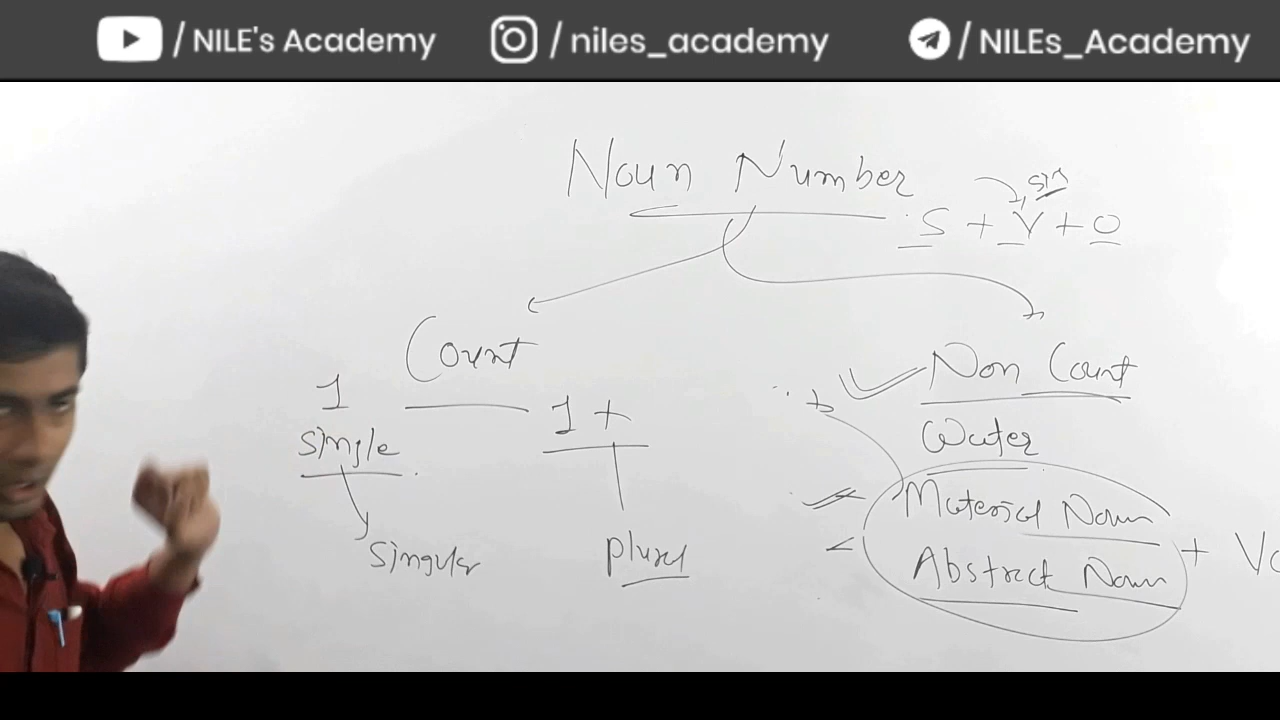 / NILE's Academy / niles_academy / NILEs_Academy
Noun Number
sin
S + V + O
Count
Non Count
1
1 +
single
Water
Material Noun
singular
plural
Abstract Noun + V